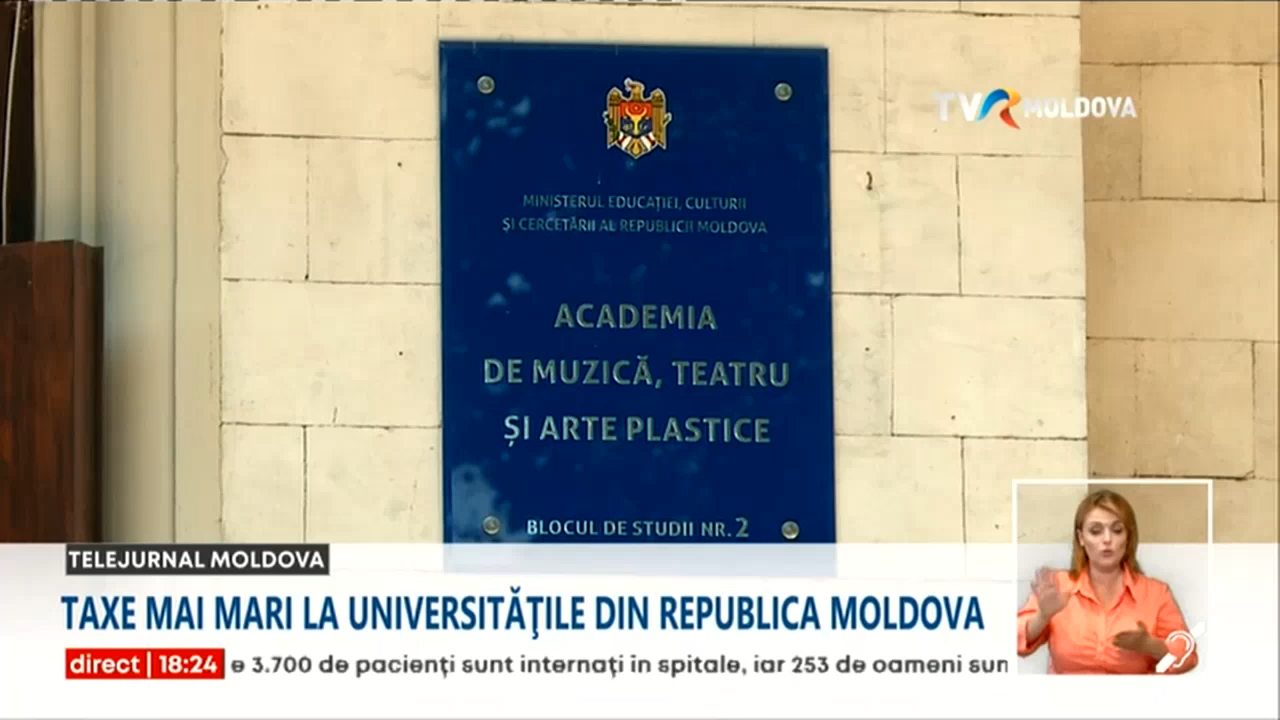 TVR MOLDOVA
MINISTERUL EDUCAȚIEI, CULTURII
ȘI CERCETĂRII AL REPUBLICII MOLDOVA
ACADEMIA
DE MUZICĂ, TEATRU
ȘI ARTE PLASTICE
BLOCUL DE STUDII NR. 2
TELEJURNAL MOLDOVA
TAXE MAI MARI LA UNIVERSITĂŢILE DIN REPUBLICA MOLDOVA
direct | 18:24 e 3.700 de pacienți sunt internați în spitale, iar 253 de oameni sun